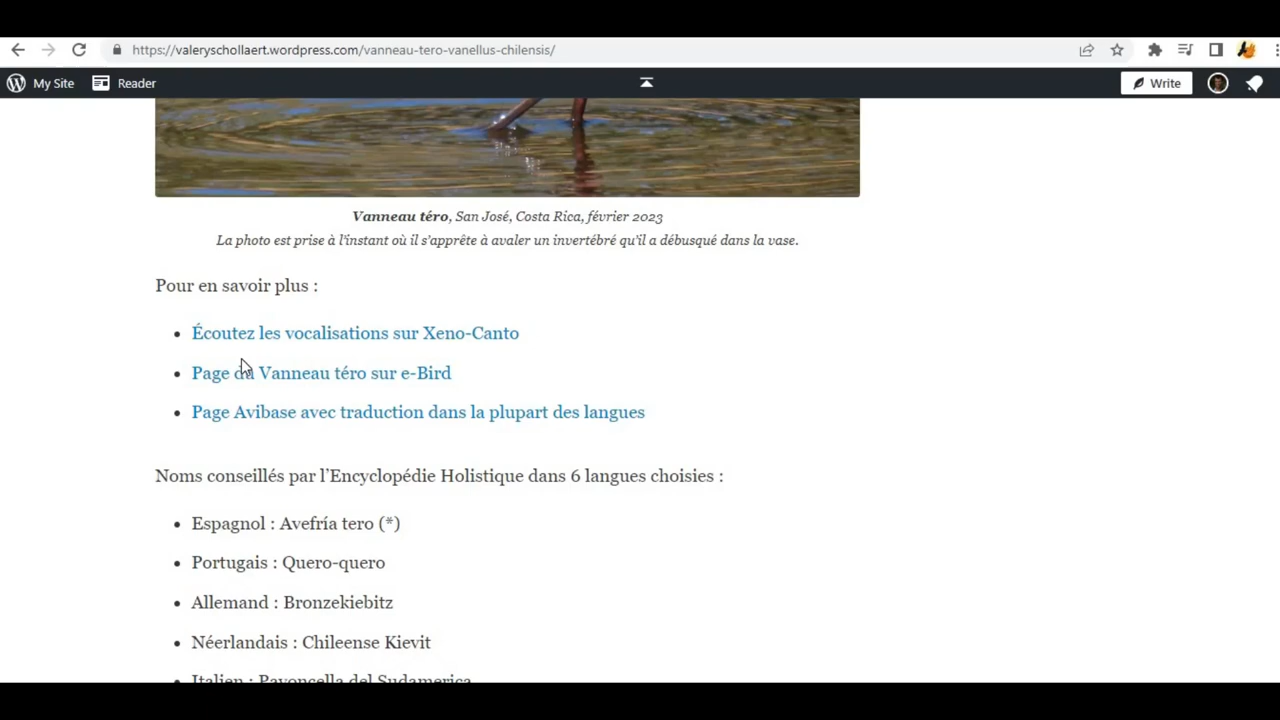 https://valeryschollaert.wordpress.com/vanneau-tero-vanellus-chilensis/
My Site Reader Write
Vanneau téro, San José, Costa Rica, février 2023
La photo est prise à l'instant où il s'apprête à avaler un invertébré qu'il a débusqué dans la vase.
Pour en savoir plus :
• Écoutez les vocalisations sur Xeno-Canto
• Page du Vanneau téro sur e-Bird
• Page Avibase avec traduction dans la plupart des langues
Noms conseillés par l'Encyclopédie Holistique dans 6 langues choisies :
• Espagnol : Avefría tero (*)
• Portugais : Quero-quero
• Allemand : Bronzekiebitz
• Néerlandais : Chileense Kievit
• Italien : Pavoncella del Sudamerica